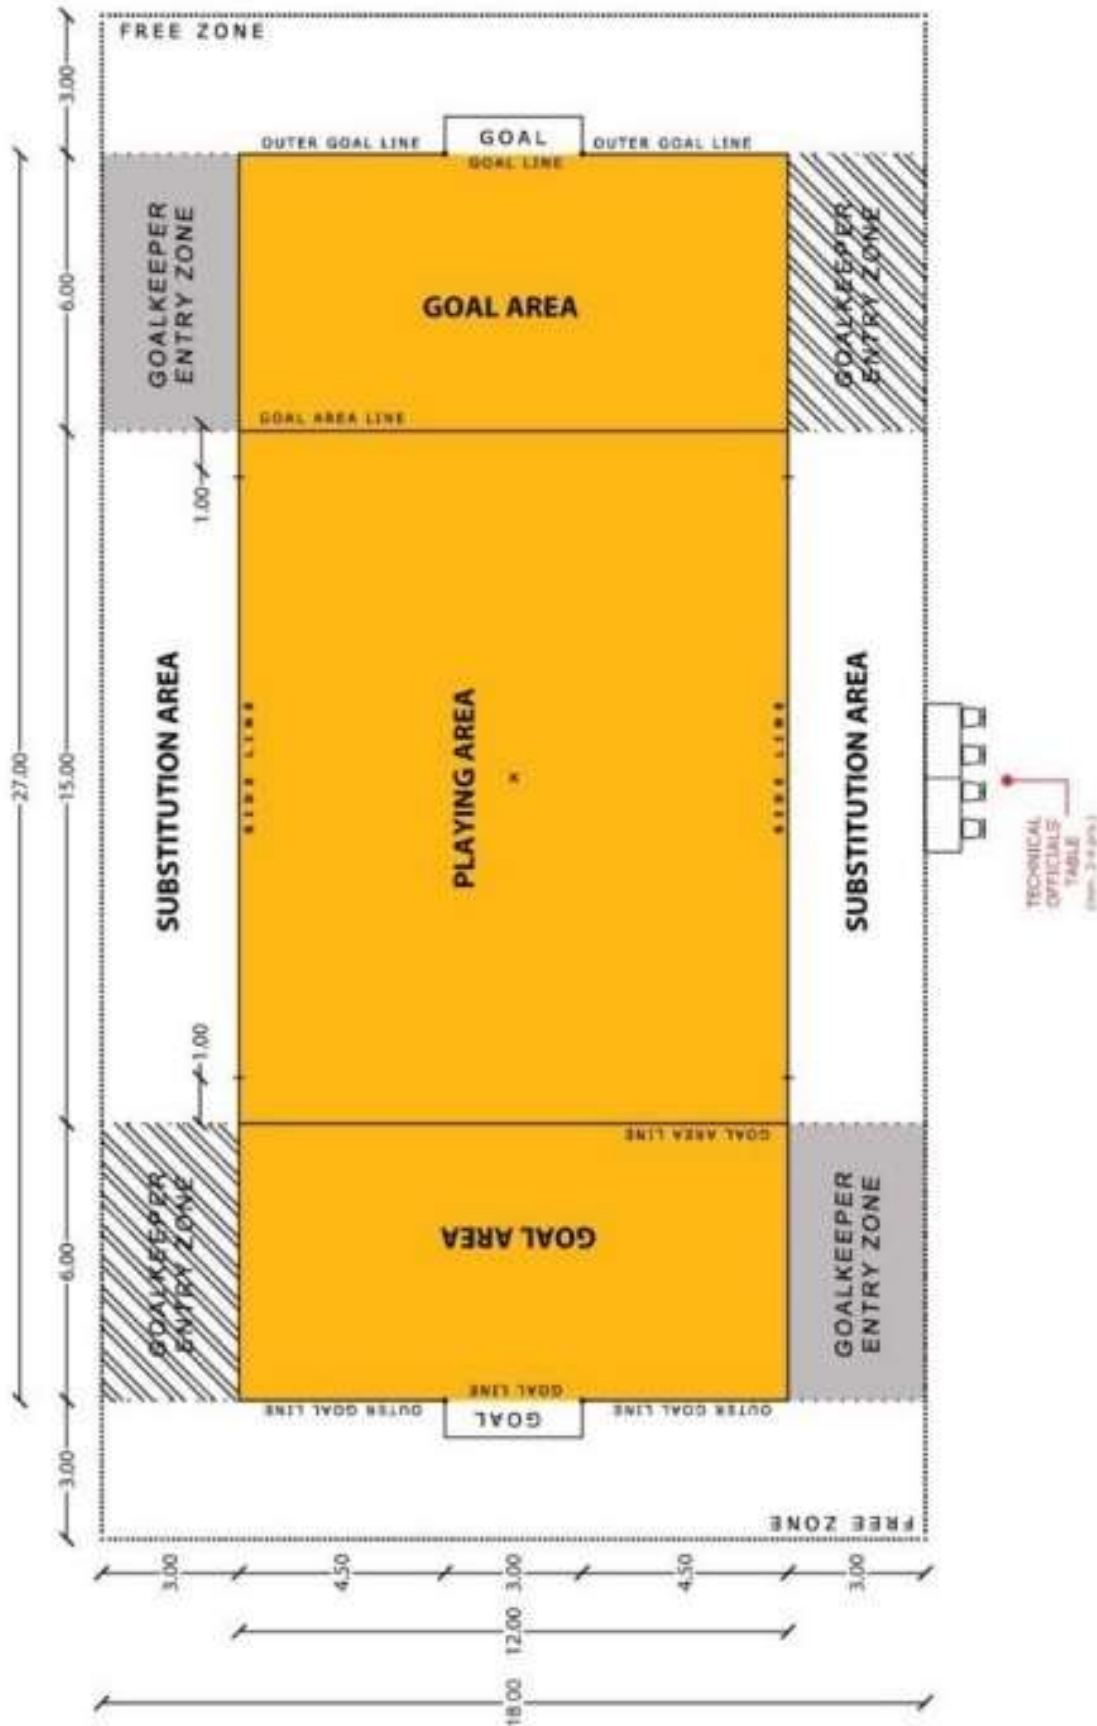 FREE ZONE
3.00
GOAL
OUTER GOAL LINE
OUTER GOAL LINE
GOAL LINE
GOALKEEPER
ENTRY ZONE
GOALKEEPER
ENTRY ZONE
6.00
GOAL AREA
GOAL AREA LINE
1.00
SUBSTITUTION AREA
SIDE LINE
PLAYING AREA
SIDE LINE
SUBSTITUTION AREA
27.00
15.00
TECHNICAL
OFFICIALS'
TABLE
1.00
GOAL AREA LINE
GOALKEEPER
ENTRY ZONE
GOALKEEPER
ENTRY ZONE
6.00
GOAL AREA
GOAL LINE
OUTER GOAL LINE
GOAL
OUTER GOAL LINE
3.00
FREE ZONE
3.00
4.50
3.00
4.50
3.00
12.00
18.00